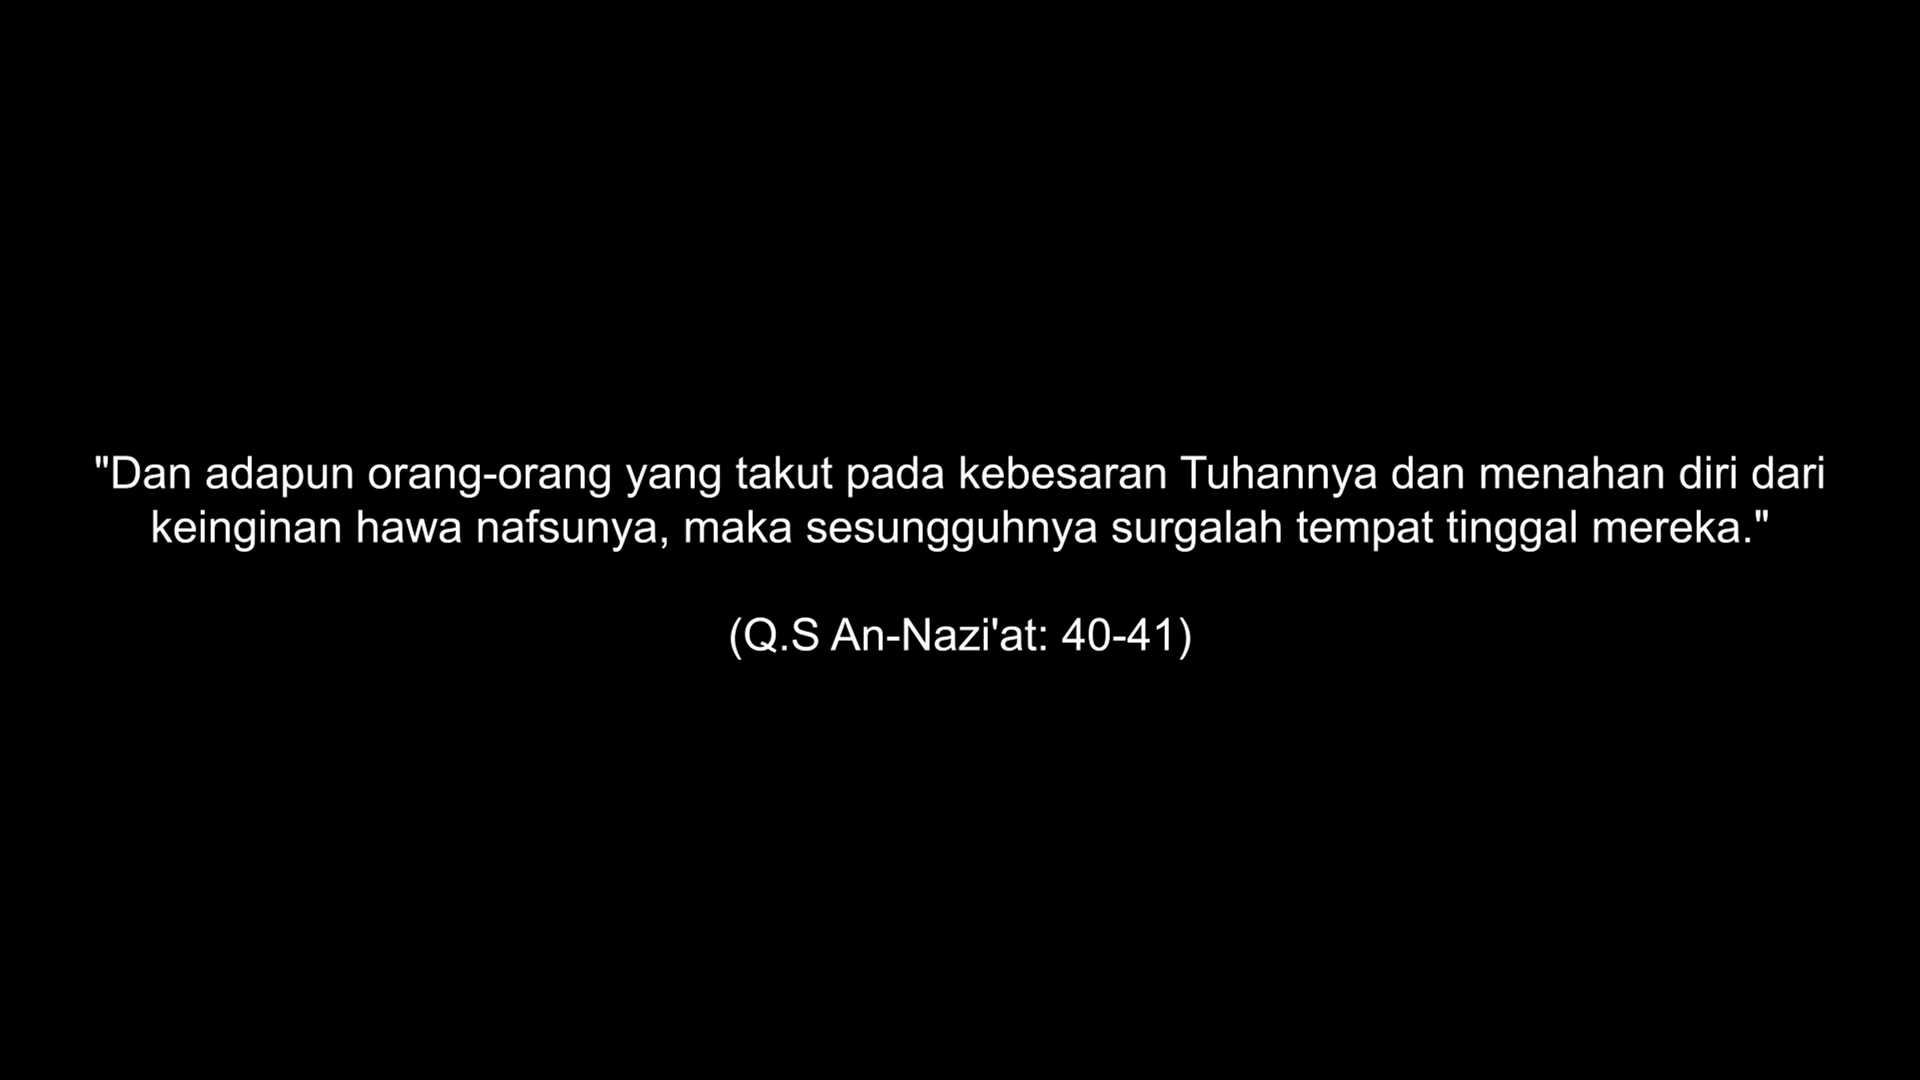 "Dan adapun orang-orang yang takut pada kebesaran Tuhannya dan menahan diri dari
keinginan hawa nafsunya, maka sesungguhnya surgalah tempat tinggal mereka."
(Q.S An-Nazi'at: 40-41)